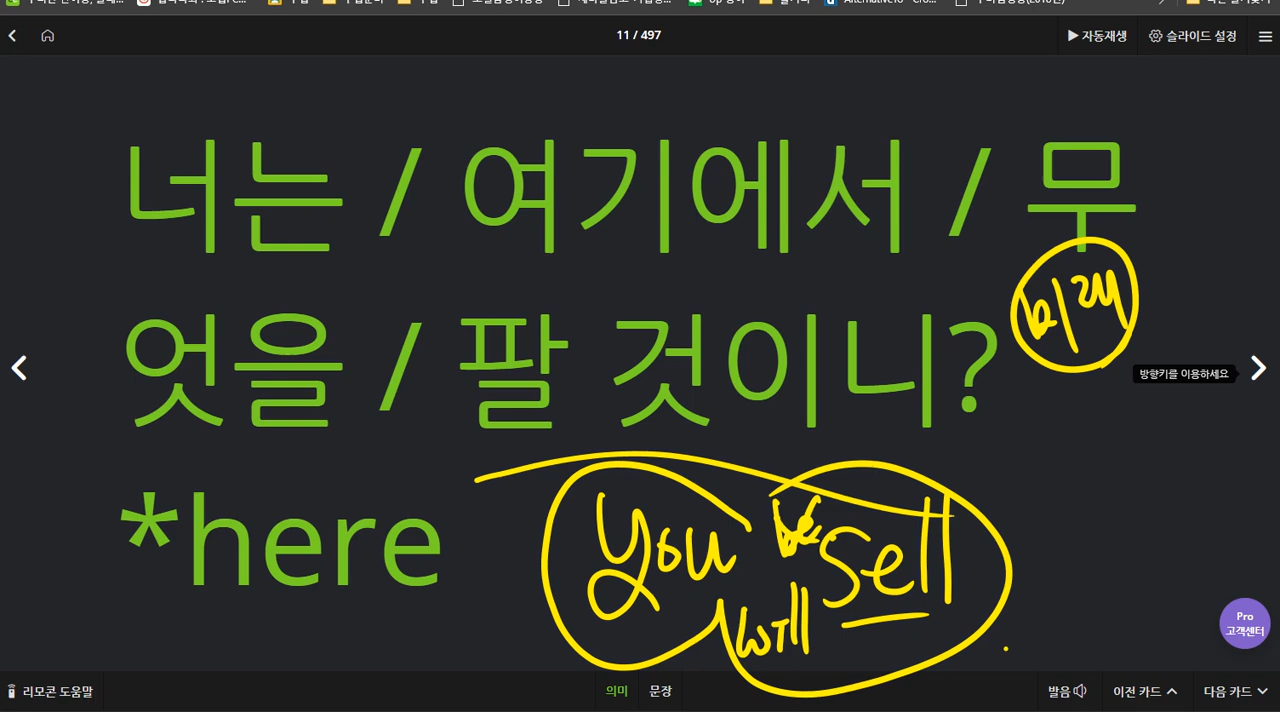 11 / 497
자동재생
슬라이드 설정
너는 / 여기에서 / 무
엇을 / 팔 것이니?
미래
방향키를 이용하세요
*here
You be sell
will
Pro
고객센터
리모콘 도움말
의미
문장
발음
이전 카드
다음 카드